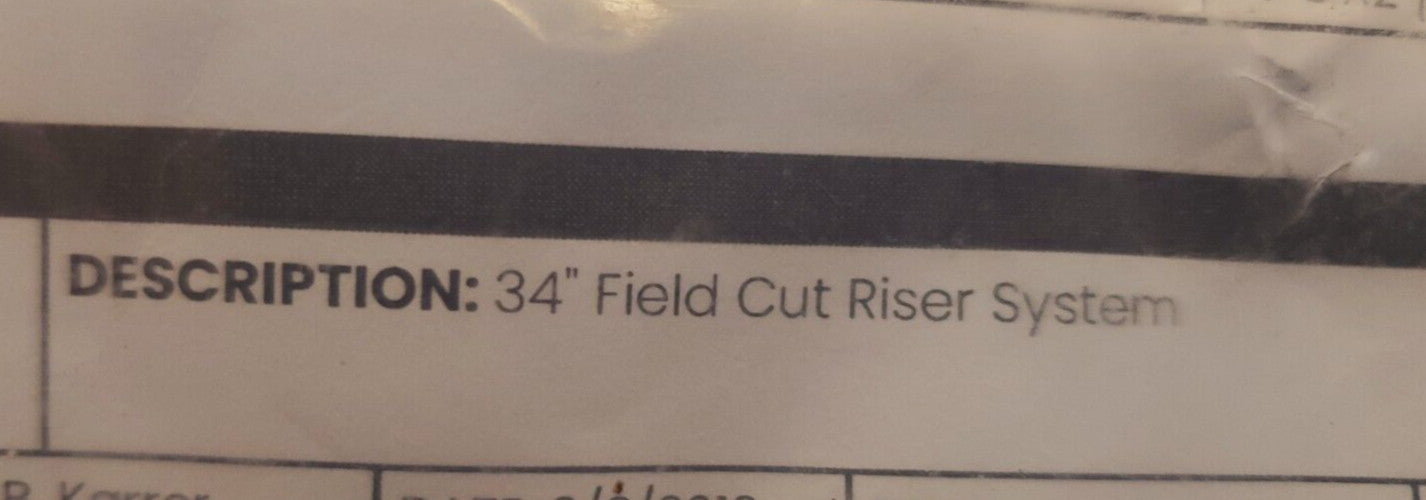 DESCRIPTION: 34" Field Cut Riser System